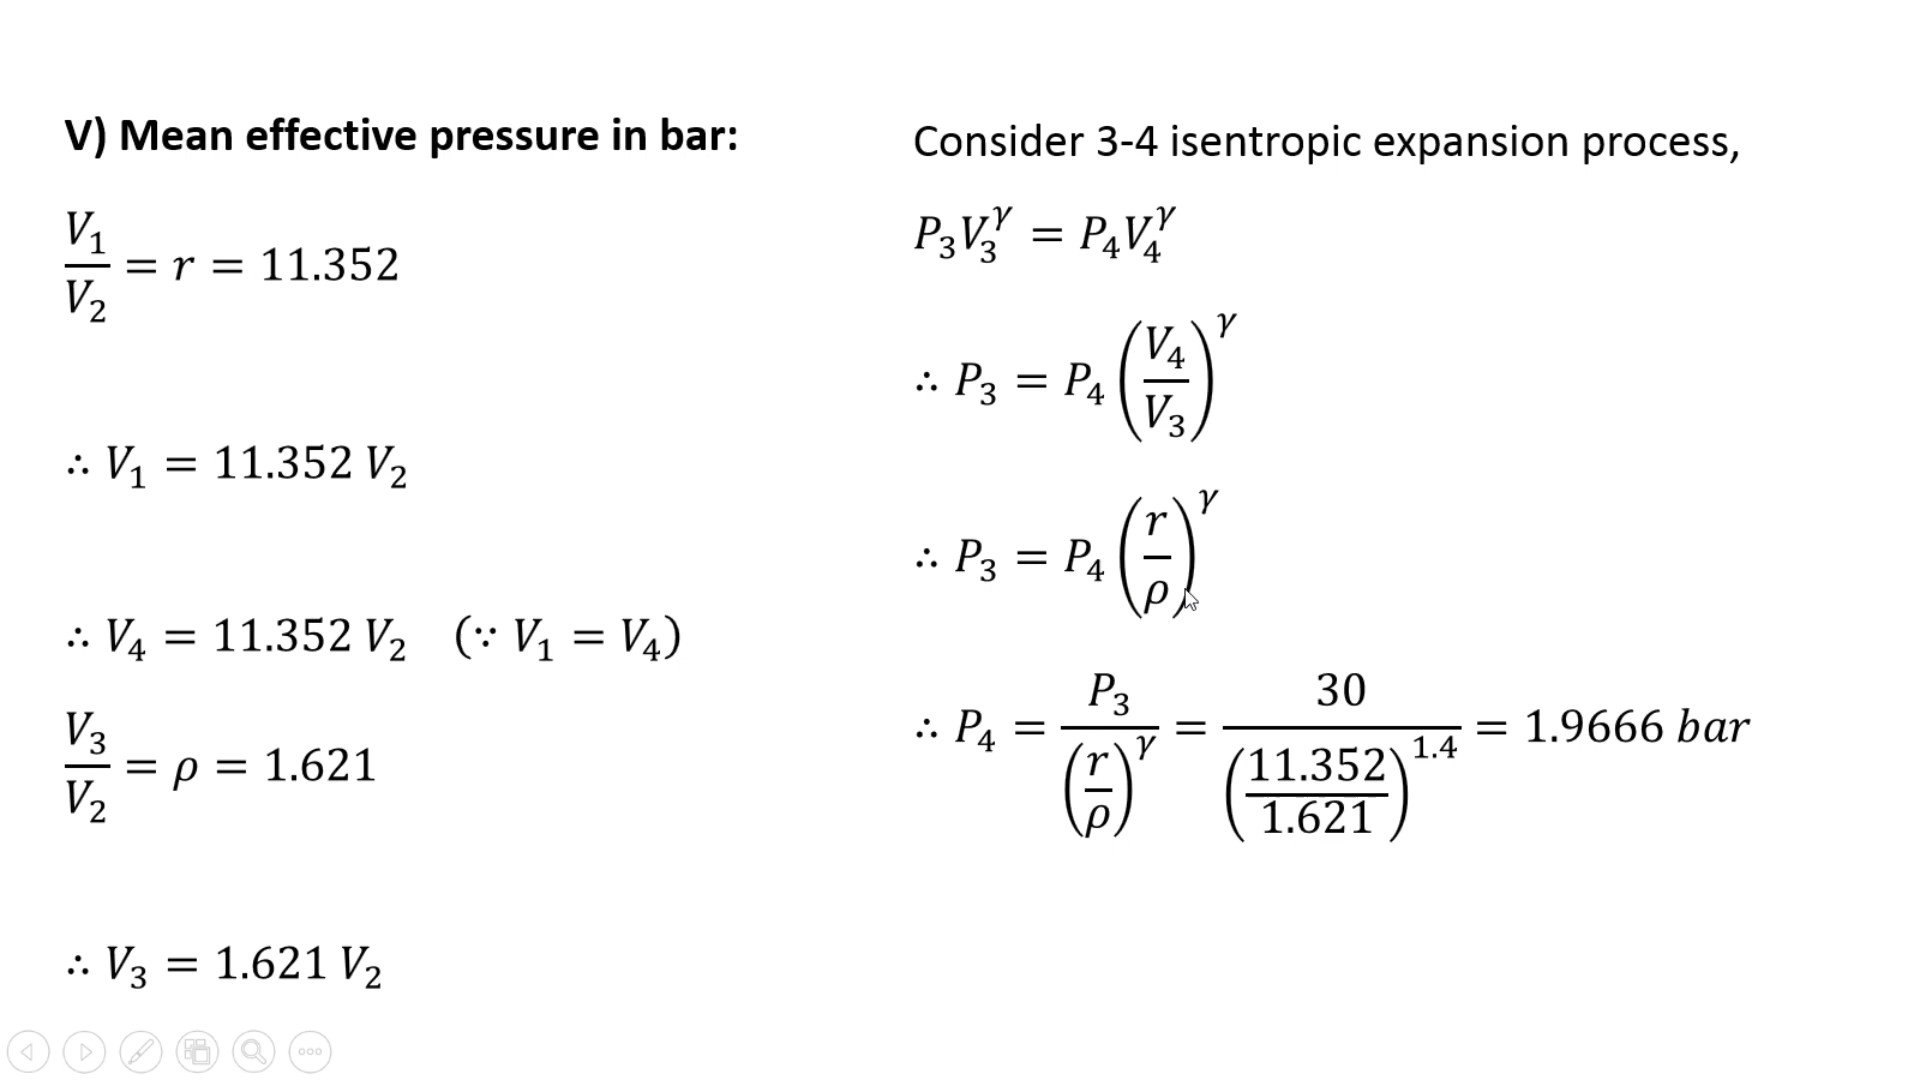 V) Mean effective pressure in bar:
V₁/V₂ = r = 11.352
∴ V₁ = 11.352 V₂
∴ V₄ = 11.352 V₂ (∵ V₁ = V₄)
V₃/V₂ = ρ = 1.621
∴ V₃ = 1.621 V₂
Consider 3-4 isentropic expansion process,
P₃V₃^γ = P₄V₄^γ
∴ P₃ = P₄ (V₄/V₃)^γ
∴ P₃ = P₄ (r/ρ)^γ
∴ P₄ = P₃/(r/ρ)^γ = 30/(11.352/1.621)^1.4 = 1.9666 bar